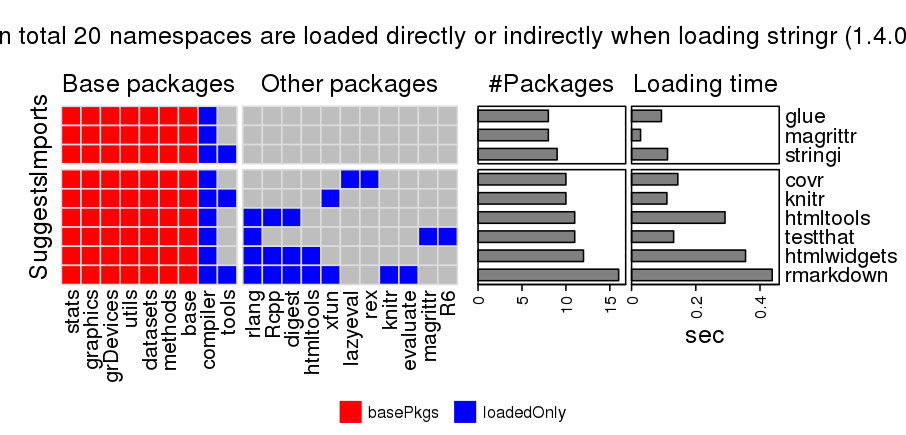 n total 20 namespaces are loaded directly or indirectly when loading stringr (1.4.0
Base packages
Other packages
#Packages
Loading time
Imports
Suggests
glue
magrittr
stringi
covr
knitr
htmltools
testthat
htmlwidgets
rmarkdown
stats
graphics
grDevices
utils
datasets
methods
base
compiler
tools
rlang
Rcpp
digest
htmltools
xfun
lazyeval
rex
knitr
evaluate
magrittr
R6
0 5 10 15
0 0.2 0.4
sec
basePkgs loadedOnly